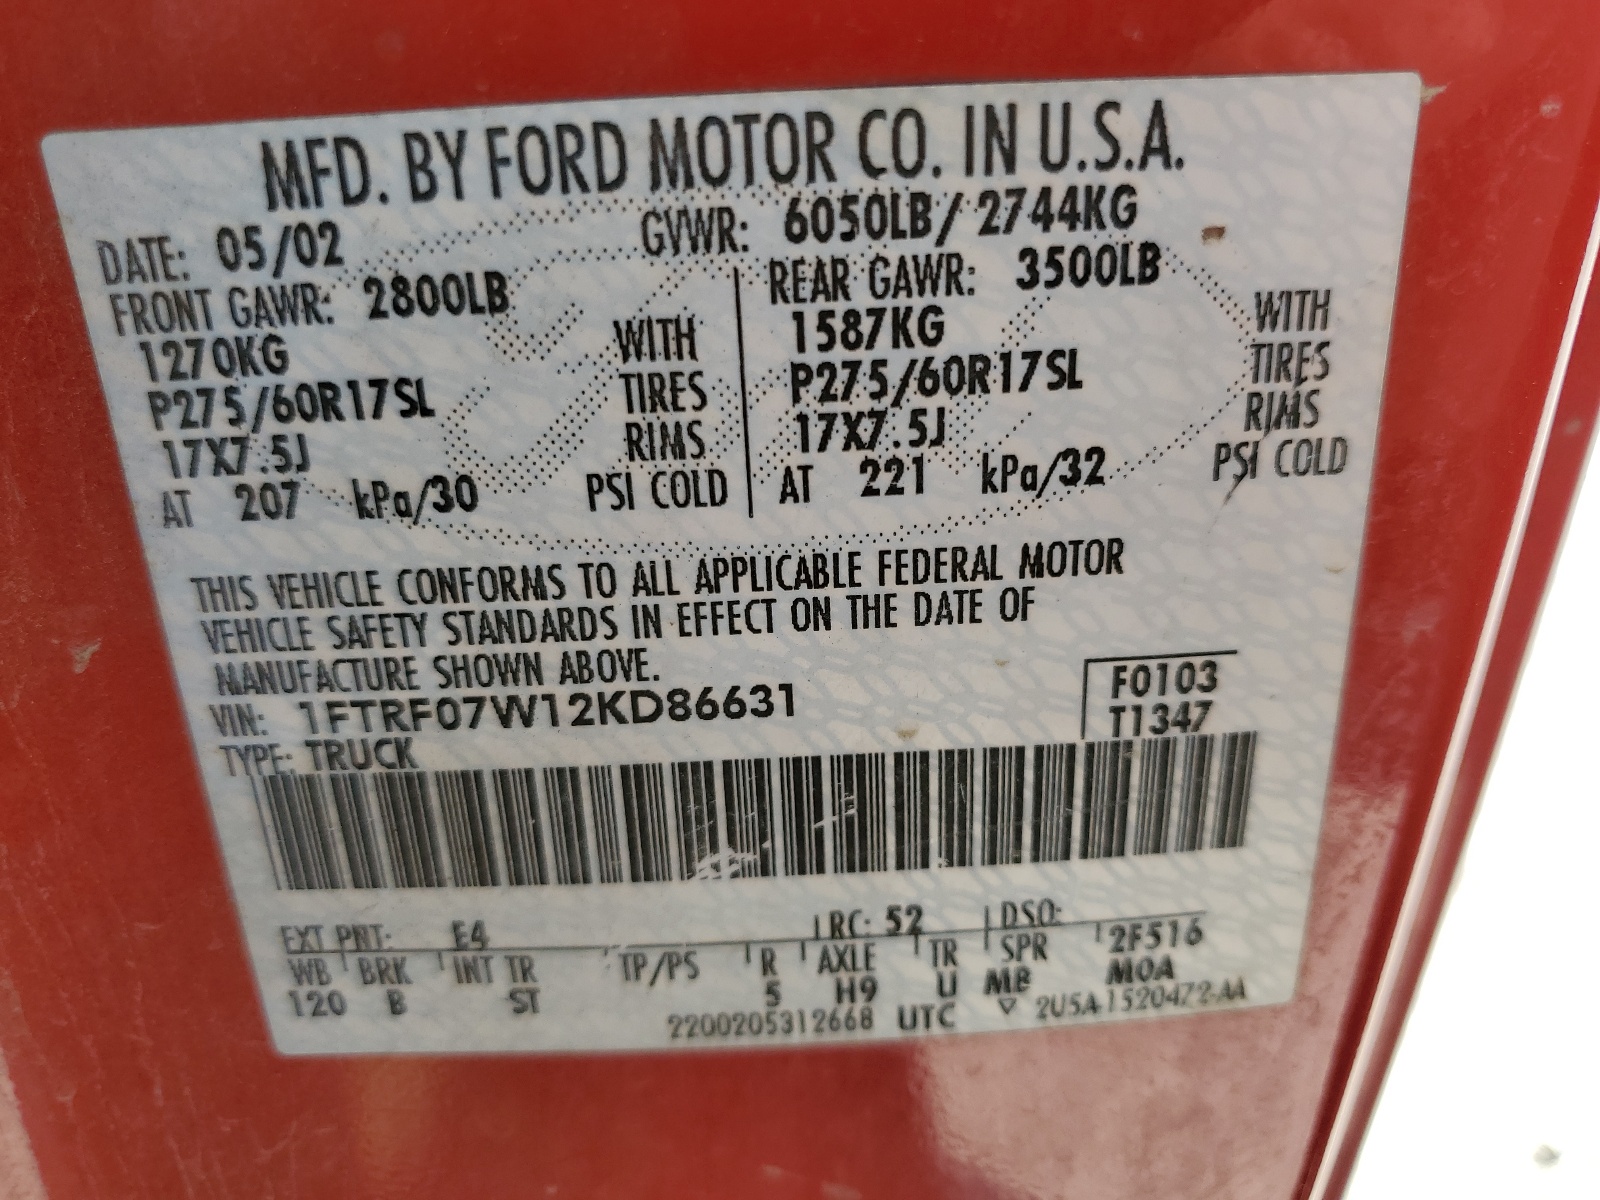 MFD. BY FORD MOTOR CO. IN U.S.A.
DATE: 05/02 GVWR: 6050LB/ 2744KG
FRONT GAWR: 2800LB REAR GAWR: 3500LB
1270KG WITH 1587KG WITH
P275/60R17SL TIRES P275/60R17SL TIRES
17X7.5J RIMS 17X7.5J RIMS
AT 207 kPa/30 PSI COLD AT 221 kPa/32 PSI COLD
THIS VEHICLE CONFORMS TO ALL APPLICABLE FEDERAL MOTOR
VEHICLE SAFETY STANDARDS IN EFFECT ON THE DATE OF
MANUFACTURE SHOWN ABOVE.
VIN: 1FTRF07W12KD86631 F0103
TYPE: TRUCK T1347
EXT PNT: E4 RC: 52 DSO:
WB BRK INT TR TP/PS R AXLE TR SPR 12F516
120 B ST 5 H9 U MB MOA
2200205312668 UTC ▽ 2U5A-1520472-AA